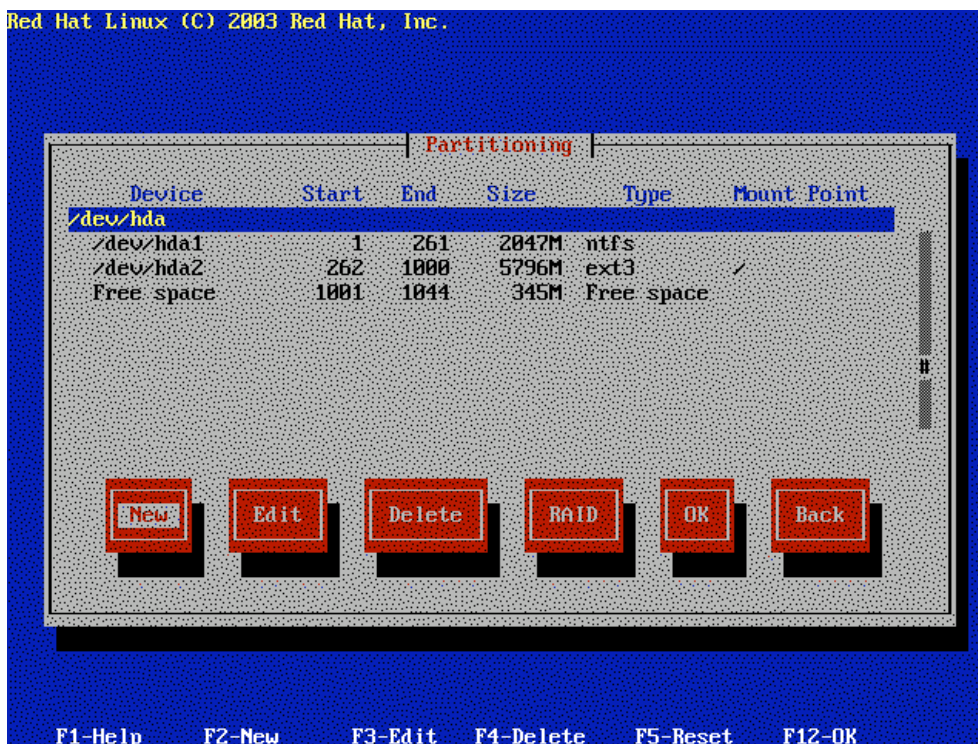 Red Hat Linux (C) 2003 Red Hat, Inc.
Partitioning
Device Start End Size Type Mount Point
/dev/hda
/dev/hda1 1 261 2047M ntfs
/dev/hda2 262 1000 5796M ext3 /
Free space 1001 1044 345M Free space
#
New Edit Delete RAID OK Back
F1-Help F2-New F3-Edit F4-Delete F5-Reset F12-OK